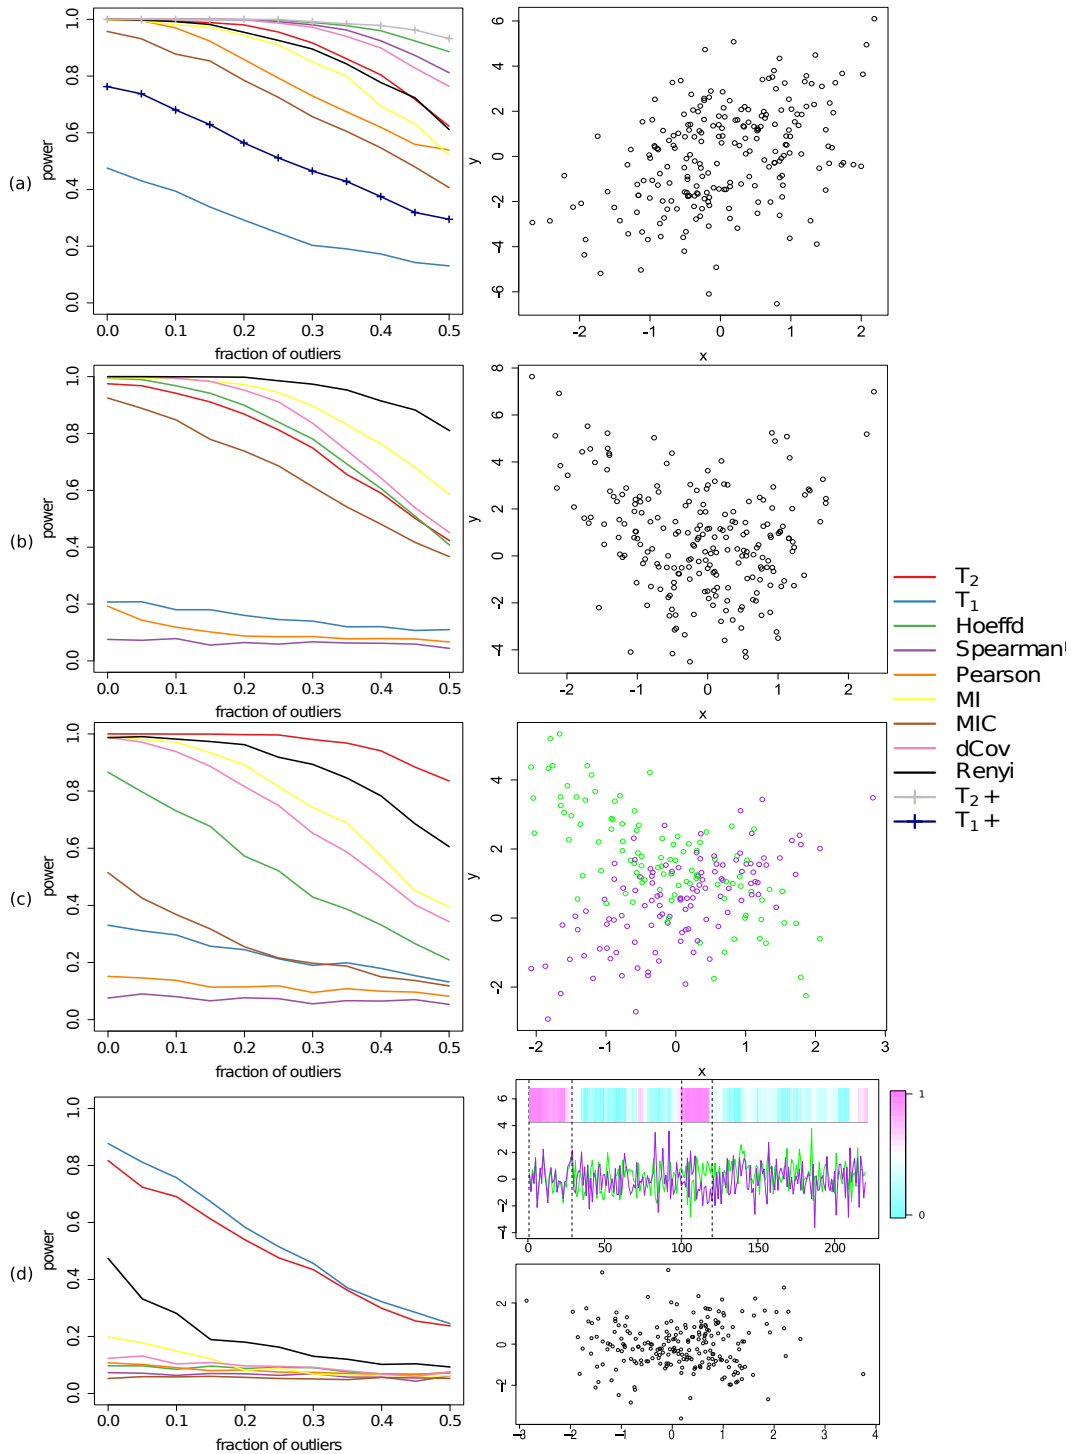 (a)
power
0.0 0.2 0.4 0.6 0.8 1.0
0.0 0.1 0.2 0.3 0.4 0.5
fraction of outliers
y
-6 -4 -2 0 2 4 6
-2 -1 0 1 2
x
(b)
power
0.0 0.2 0.4 0.6 0.8 1.0
0.0 0.1 0.2 0.3 0.4 0.5
fraction of outliers
y
-4 -2 0 2 4 6 8
-2 -1 0 1 2
x
T2
T1
Hoeffd
Spearman
Pearson
MI
MIC
dCov
Renyi
T2+
T1+
(c)
power
0.0 0.2 0.4 0.6 0.8 1.0
0.0 0.1 0.2 0.3 0.4 0.5
fraction of outliers
y
-2 0 2 4
-2 -1 0 1 2 3
x
(d)
power
0.0 0.2 0.4 0.6 0.8 1.0
0.0 0.1 0.2 0.3 0.4 0.5
fraction of outliers
-4 -2 0 2 4 6
0 50 100 150 200
1
0
-2 0 2
-3 -2 -1 0 1 2 3 4